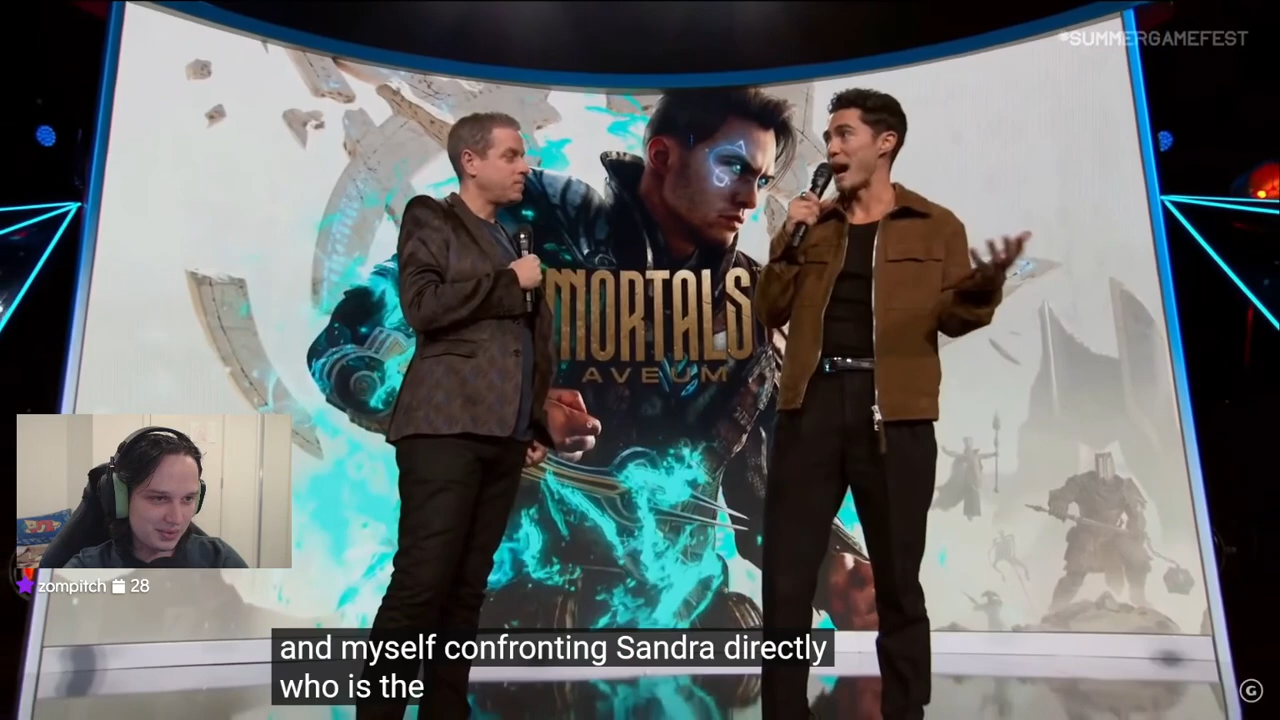 #SUMMERGAMEFEST
MORTALS
AVEUM
zompitch 28
and myself confronting Sandra directly
who is the
G